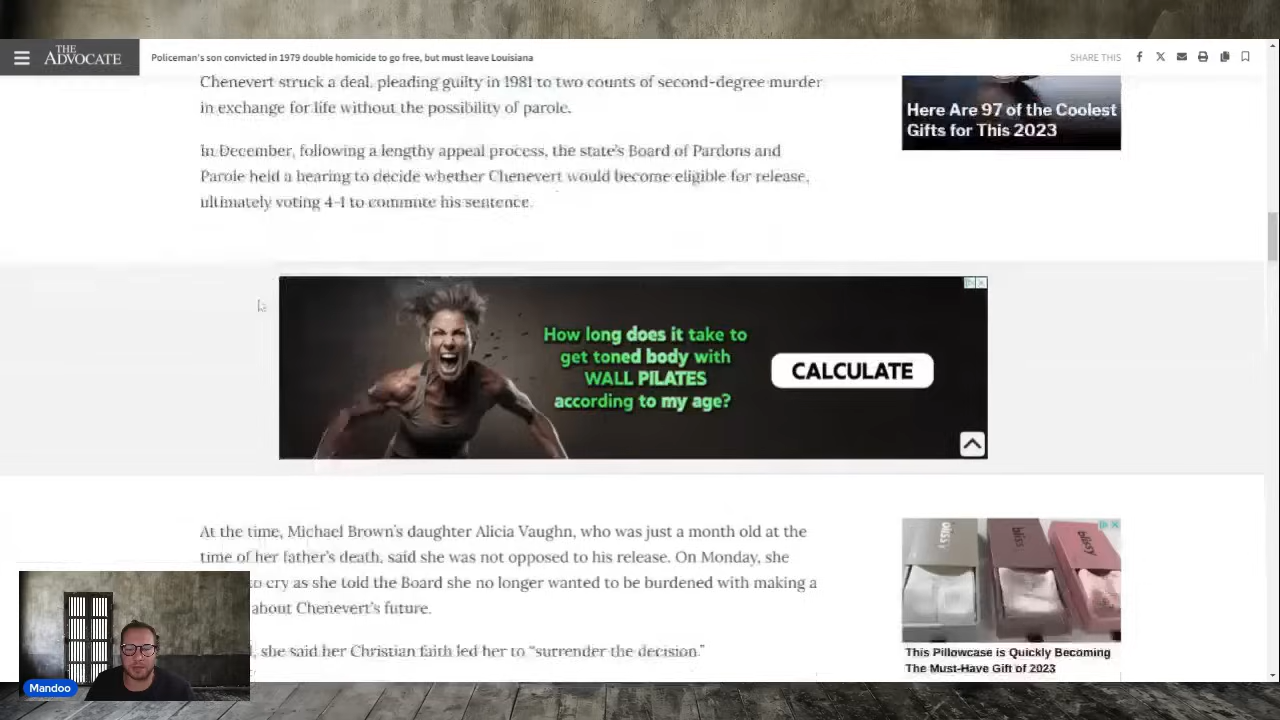 THE
ADVOCATE
Policeman's son convicted in 1979 double homicide to go free, but must leave Louisiana
SHARE THIS
Chenevert struck a deal, pleading guilty in 1981 to two counts of second-degree murder
in exchange for life without the possibility of parole.
In December, following a lengthy appeal process, the state's Board of Pardons and
Parole held a hearing to decide whether Chenevert would become eligible for release,
ultimately voting 4-1 to commute his sentence.
Here Are 97 of the Coolest
Gifts for This 2023
How long does it take to
get toned body with
WALL PILATES
according to my age?
CALCULATE
At the time, Michael Brown's daughter Alicia Vaughn, who was just a month old at the
time of her father's death, said she was not opposed to his release. On Monday, she
to cry as she told the Board she no longer wanted to be burdened with making a
about Chenevert's future.
, she said her Christian faith led her to “surrender the decision.”
blissy
blissy
blissy
This Pillowcase is Quickly Becoming
The Must-Have Gift of 2023
Mandoo